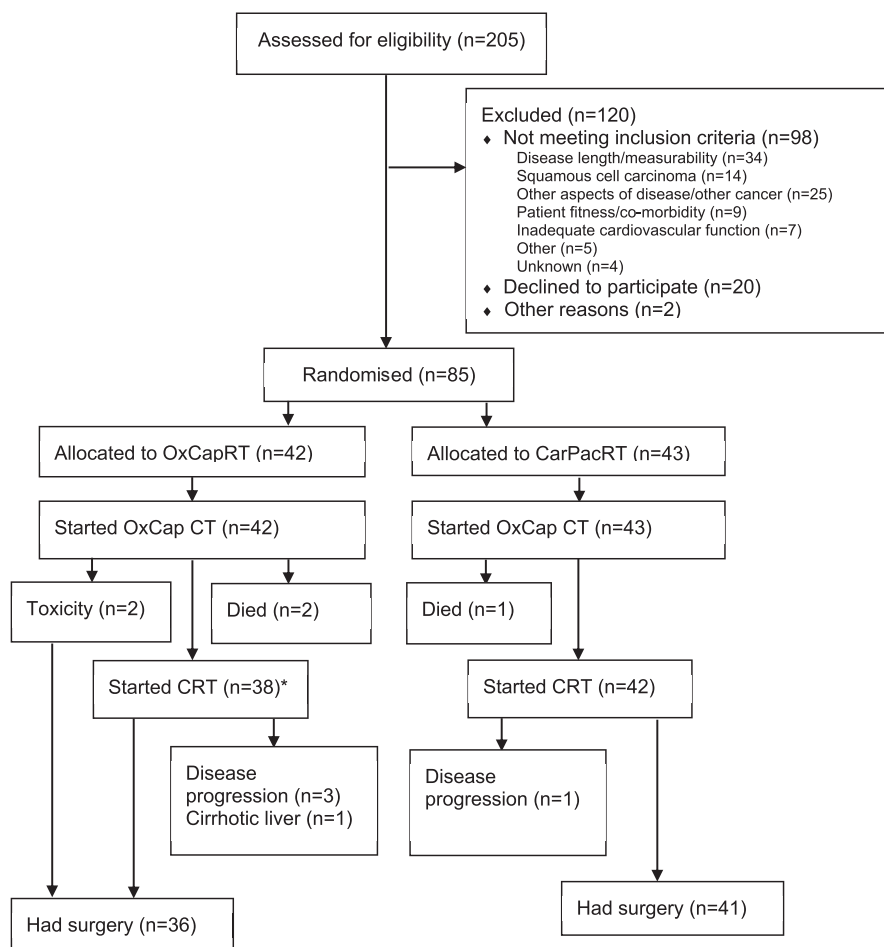 Assessed for eligibility (n=205)
Excluded (n=120)
♦ Not meeting inclusion criteria (n=98)
Disease length/measurability (n=34)
Squamous cell carcinoma (n=14)
Other aspects of disease/other cancer (n=25)
Patient fitness/co-morbidity (n=9)
Inadequate cardiovascular function (n=7)
Other (n=5)
Unknown (n=4)
♦ Declined to participate (n=20)
♦ Other reasons (n=2)
Randomised (n=85)
Allocated to OxCapRT (n=42)
Allocated to CarPacRT (n=43)
Started OxCap CT (n=42)
Started OxCap CT (n=43)
Toxicity (n=2)
Died (n=2)
Died (n=1)
Started CRT (n=38)*
Started CRT (n=42)
Disease
progression (n=3)
Cirrhotic liver (n=1)
Disease
progression (n=1)
Had surgery (n=36)
Had surgery (n=41)